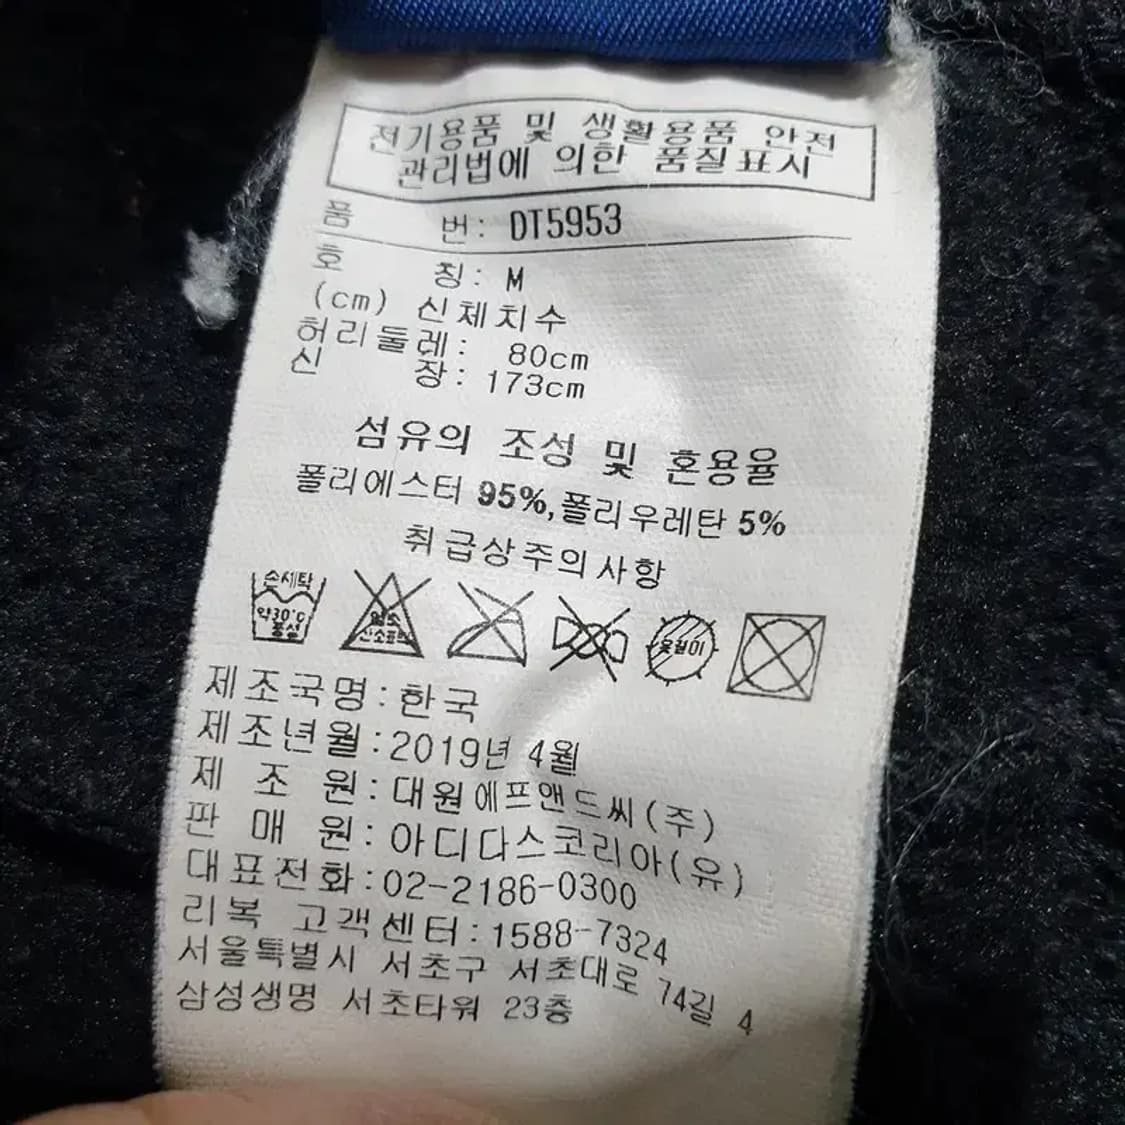 전기용품 및 생활용품 안전
관리법에 의한 품질표시
품 번: DT5953
호 칭: M
(cm) 신체치수
허리둘레: 80cm
신 장: 173cm
섬유의 조성 및 혼용율
폴리에스터 95%,폴리우레탄 5%
취급상주의사항
손세탁
약30°C
중성
염소
산소표백
옷걸이
제조국명:한국
제조년월:2019년 4월
제 조 원:대원에프앤드씨(주)
판 매 원:아디다스코리아(유)
대표전화:02-2186-0300
리복 고객센터:1588-7324
서울특별시 서초구 서초대로 74길 4
삼성생명 서초타워 23층